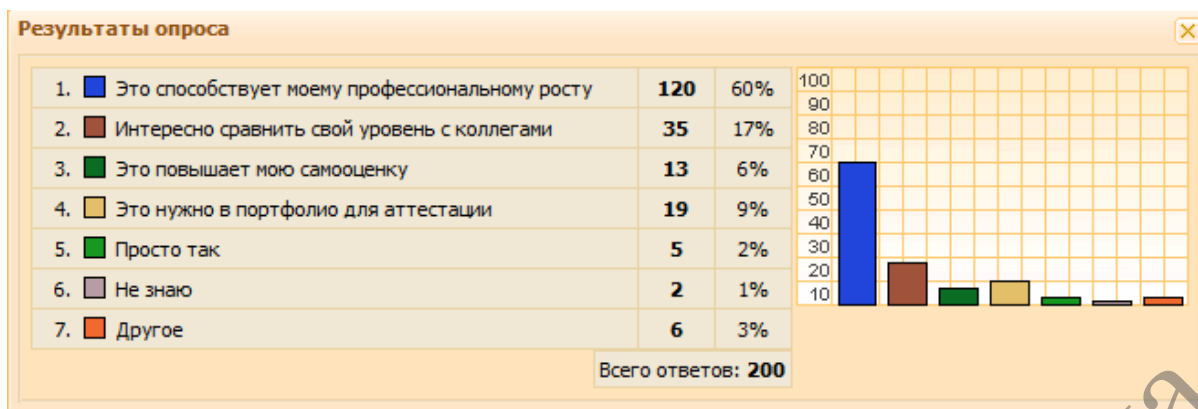 Результаты опроса
1. Это способствует моему профессиональному росту 120 60%
2. Интересно сравнить свой уровень с коллегами 35 17%
3. Это повышает мою самооценку 13 6%
4. Это нужно в портфолио для аттестации 19 9%
5. Просто так 5 2%
6. Не знаю 2 1%
7. Другое 6 3%
Всего ответов: 200
100
90
80
70
60
50
40
30
20
10